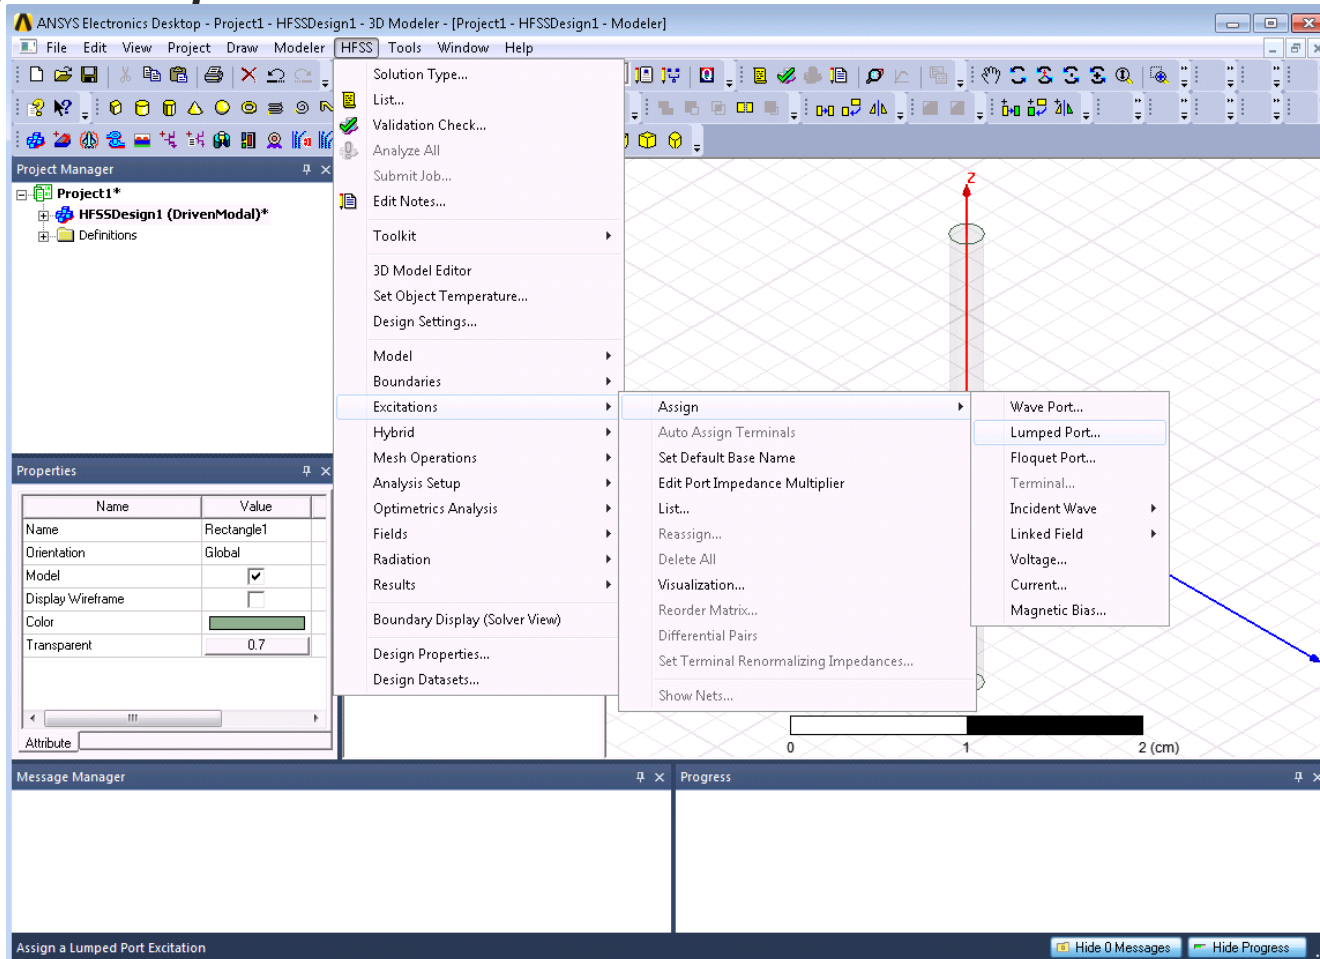 ANSYS Electronics Desktop - Project1 - HFSSDesign1 - 3D Modeler - [Project1 - HFSSDesign1 - Modeler]
File Edit View Project Draw Modeler HFSS Tools Window Help
Solution Type...
List...
Validation Check...
Analyze All
Submit Job...
Edit Notes...
Toolkit
3D Model Editor
Set Object Temperature...
Design Settings...
Model
Boundaries
Excitations
Hybrid
Mesh Operations
Analysis Setup
Optimetrics Analysis
Fields
Radiation
Results
Boundary Display (Solver View)
Design Properties...
Design Datasets...
Assign
Auto Assign Terminals
Set Default Base Name
Edit Port Impedance Multiplier
List...
Reassign...
Delete All
Visualization...
Reorder Matrix...
Differential Pairs
Set Terminal Renormalizing Impedances...
Show Nets...
Wave Port...
Lumped Port...
Floquet Port...
Terminal...
Incident Wave
Linked Field
Voltage...
Current...
Magnetic Bias...
Project Manager
Project1*
HFSSDesign1 (DrivenModal)*
Definitions
Properties
Name Value
Name Rectangle1
Orientation Global
Model
Display Wireframe
Color
Transparent 0.7
Attribute
Z
0 1 2 (cm)
Message Manager
Progress
Assign a Lumped Port Excitation
Hide 0 Messages
Hide Progress